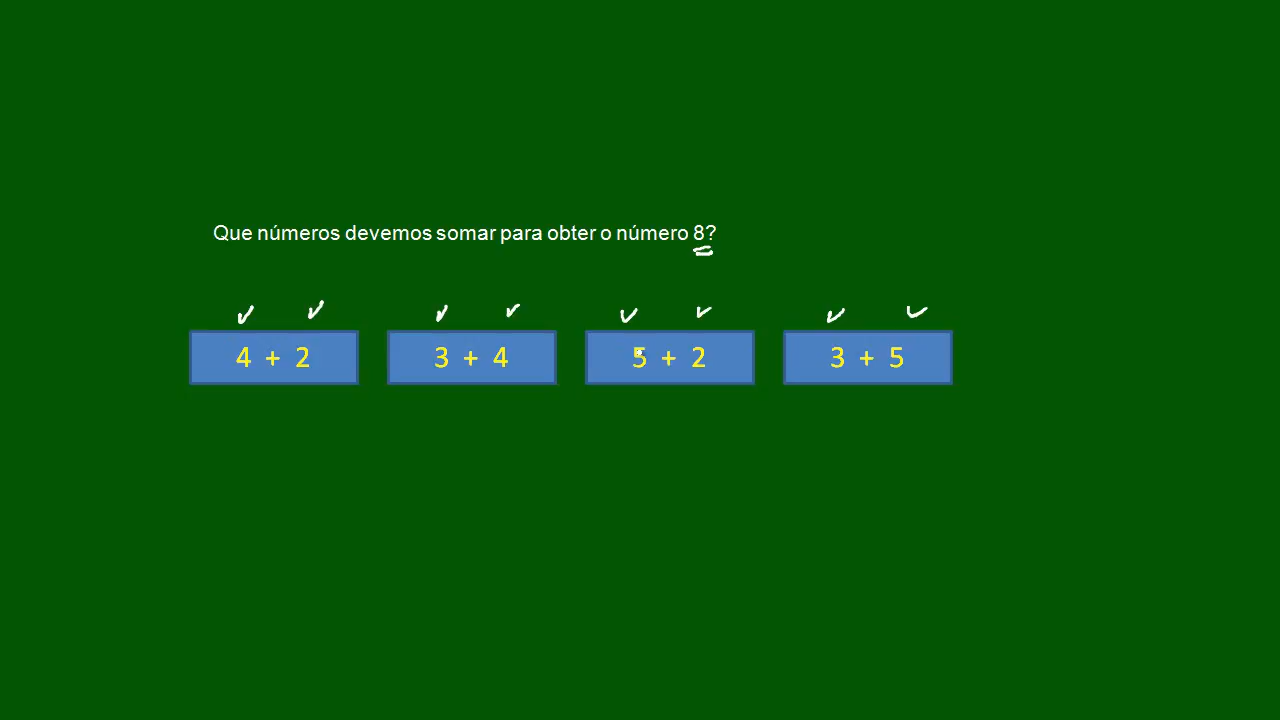 Que números devemos somar para obter o número 8?
4 + 2 3 + 4 5 + 2 3 + 5